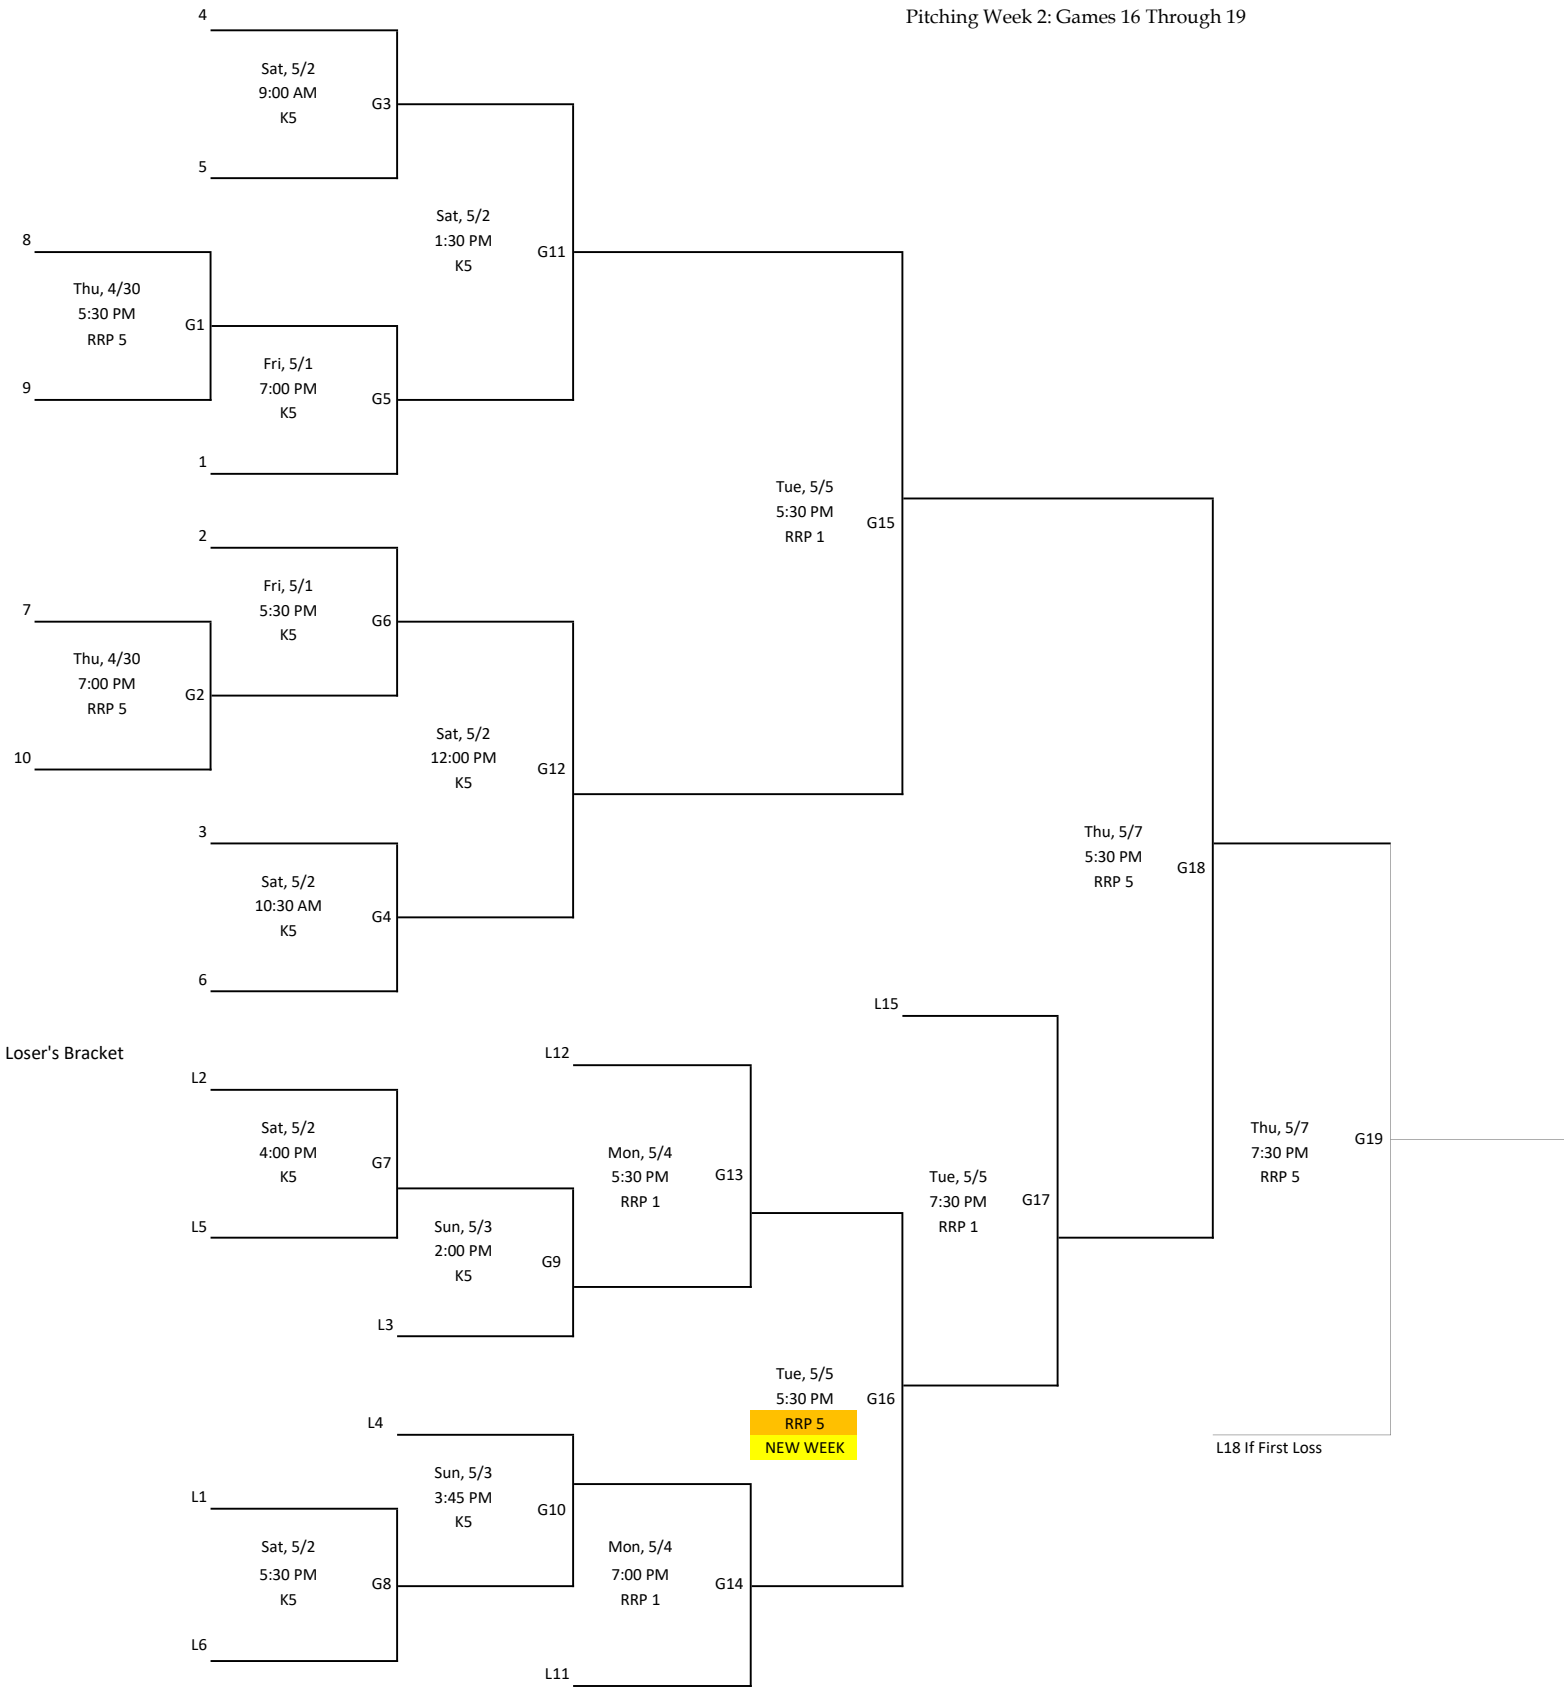 Pitching Week 2: Games 16 Through 19
4
Sat, 5/2
9:00 AM
K5
G3
5
Sat, 5/2
1:30 PM
K5
G11
8
Thu, 4/30
5:30 PM
RRP 5
G1
9
Fri, 5/1
7:00 PM
K5
G5
1
Tue, 5/5
5:30 PM
RRP 1
G15
2
Fri, 5/1
5:30 PM
K5
G6
7
Thu, 4/30
7:00 PM
RRP 5
G2
10
Sat, 5/2
12:00 PM
K5
G12
3
Sat, 5/2
10:30 AM
K5
G4
6
Thu, 5/7
5:30 PM
RRP 5
G18
L15
Loser's Bracket
L12
L2
Sat, 5/2
4:00 PM
K5
G7
L5
Mon, 5/4
5:30 PM
RRP 1
G13
Sun, 5/3
2:00 PM
K5
G9
L3
Tue, 5/5
7:30 PM
RRP 1
G17
Thu, 5/7
7:30 PM
RRP 5
G19
Tue, 5/5
5:30 PM
RRP 5
NEW WEEK
G16
L4
Sun, 5/3
3:45 PM
K5
G10
L18 If First Loss
L1
Sat, 5/2
5:30 PM
K5
G8
L6
Mon, 5/4
7:00 PM
RRP 1
G14
L11